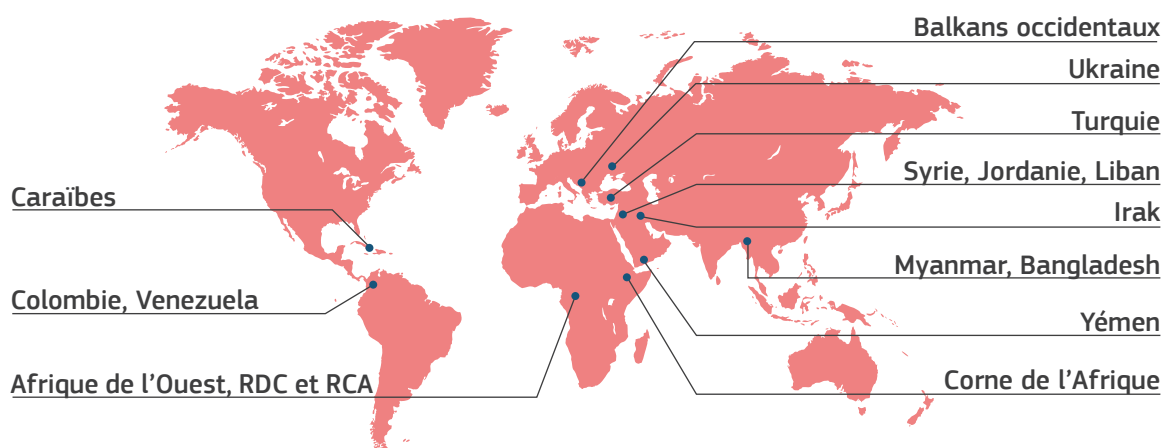 Balkans occidentaux
Ukraine
Turquie
Syrie, Jordanie, Liban
Caraïbes
Irak
Myanmar, Bangladesh
Colombie, Venezuela
Yémen
Afrique de l’Ouest, RDC et RCA
Corne de l’Afrique